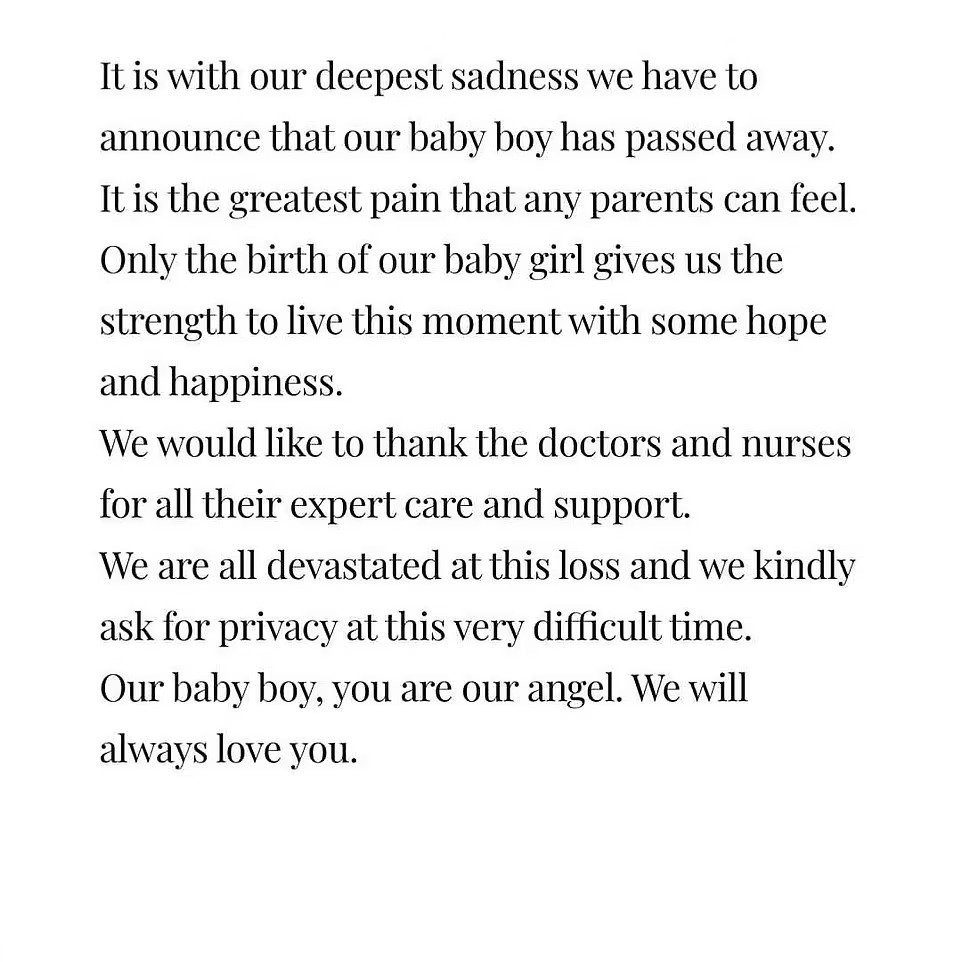 It is with our deepest sadness we have to
announce that our baby boy has passed away.
It is the greatest pain that any parents can feel.
Only the birth of our baby girl gives us the
strength to live this moment with some hope
and happiness.
We would like to thank the doctors and nurses
for all their expert care and support.
We are all devastated at this loss and we kindly
ask for privacy at this very difficult time.
Our baby boy, you are our angel. We will
always love you.